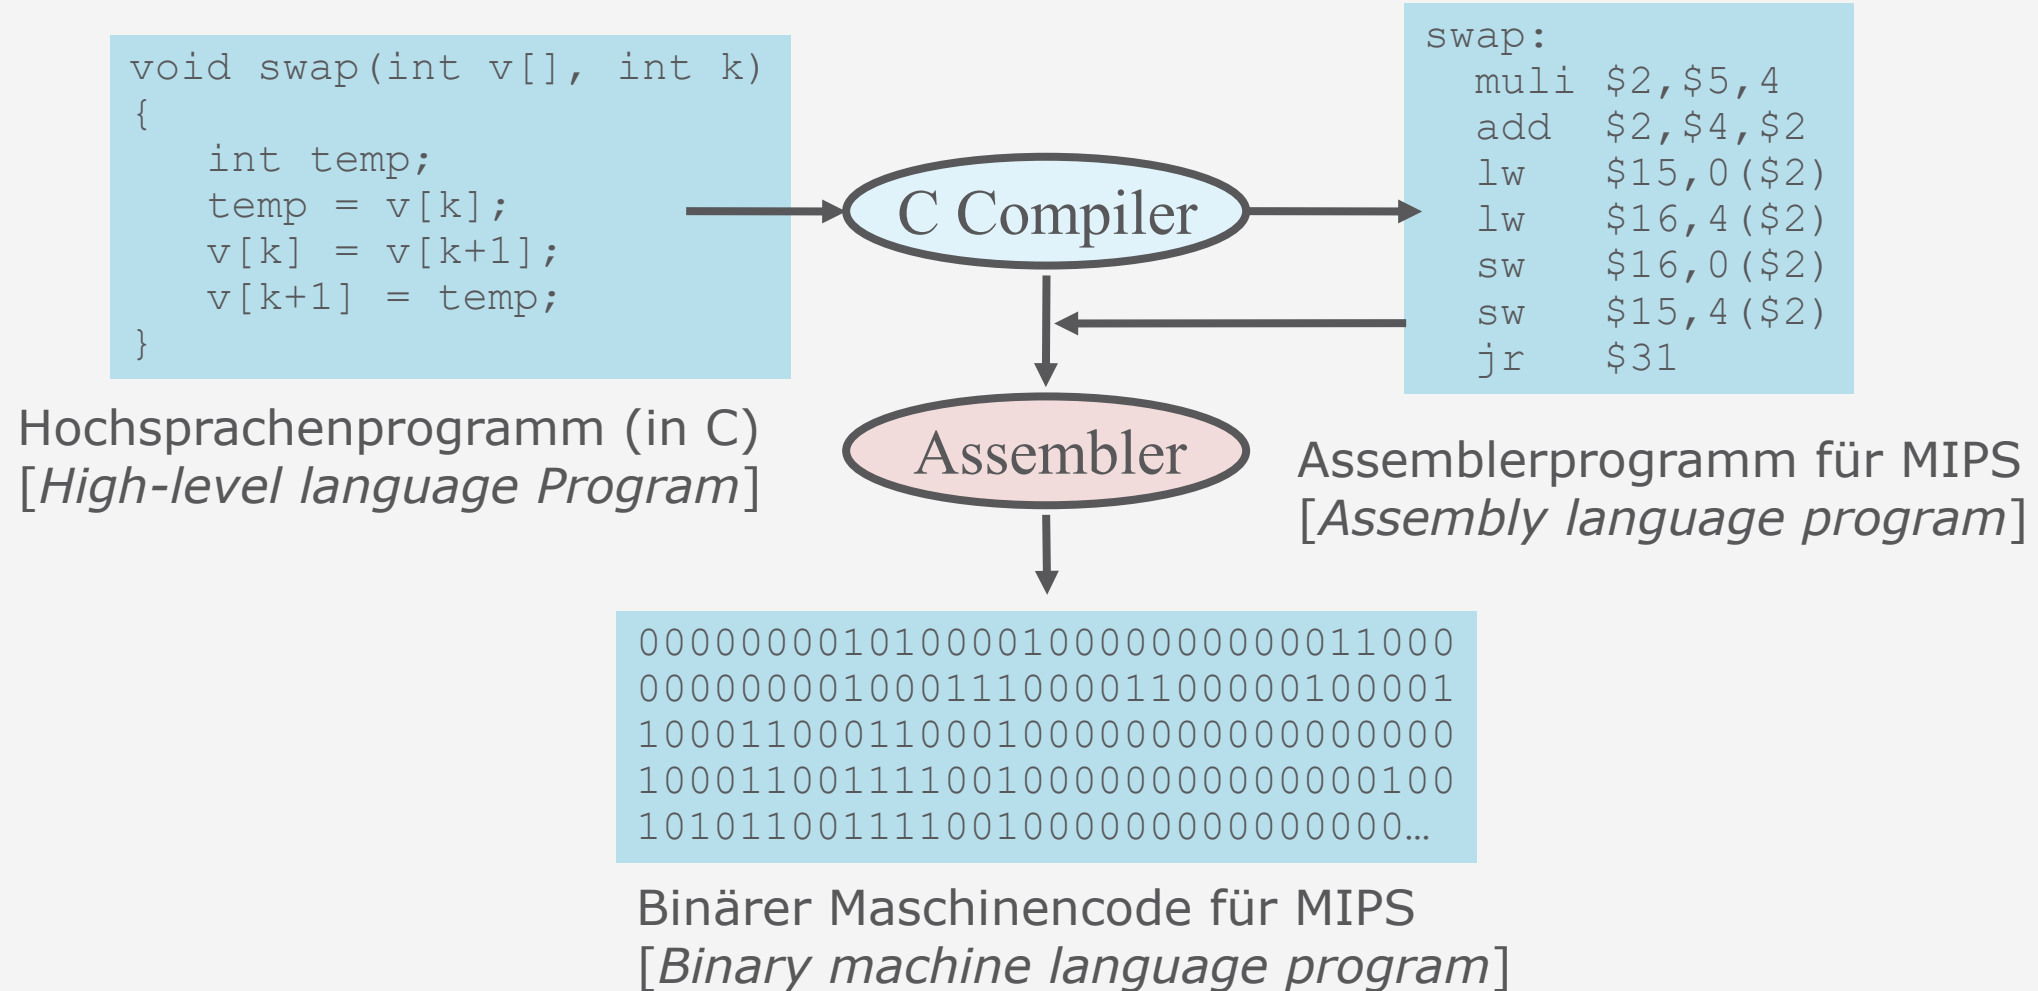 void swap(int v[], int k)
{
int temp;
temp = v[k];
v[k] = v[k+1];
v[k+1] = temp;
}
Hochsprachenprogramm (in C)
[High-level language Program]
C Compiler
swap:
muli $2,$5,4
add $2,$4,$2
lw $15,0($2)
lw $16,4($2)
sw $16,0($2)
sw $15,4($2)
jr $31
Assemblerprogramm für MIPS
[Assembly language program]
Assembler
00000000101000010000000000011000
00000000100011100001100000100001
10001100011000100000000000000000
10001100111100100000000000000100
101011001111001000000000000000…
Binärer Maschinencode für MIPS
[Binary machine language program]